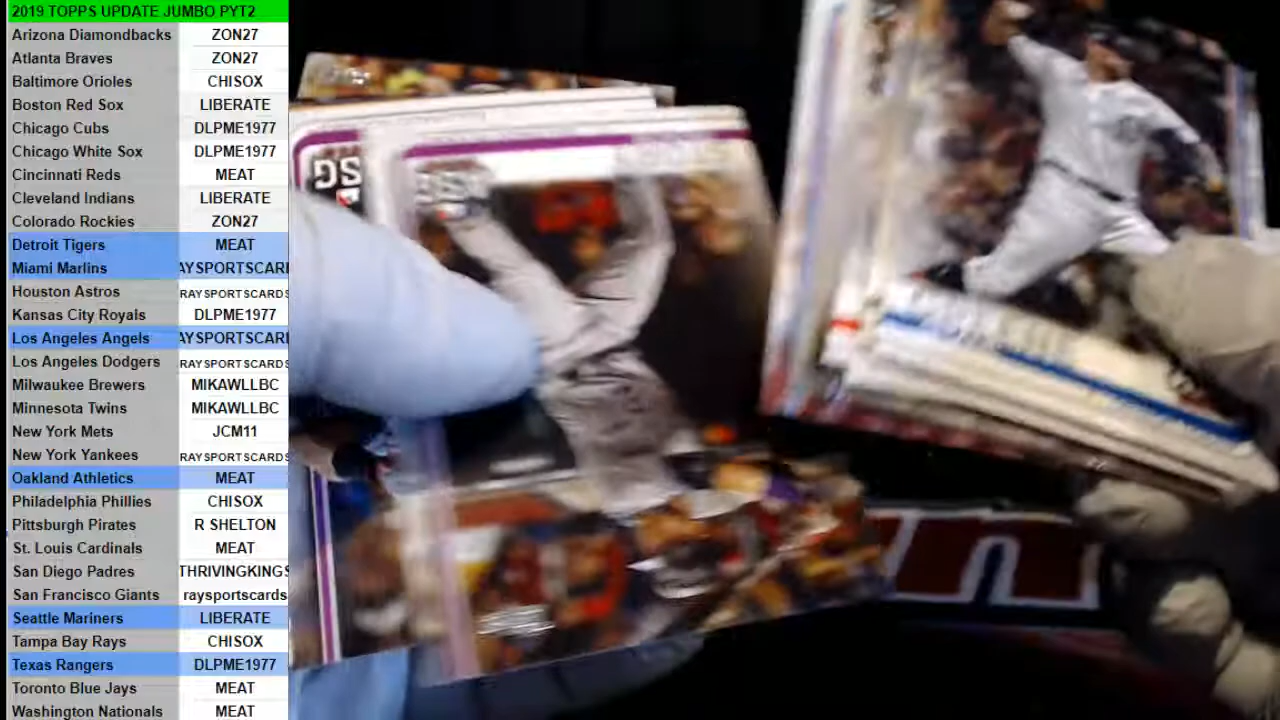 2019 TOPPS UPDATE JUMBO PYT2
Arizona Diamondbacks ZON27
Atlanta Braves ZON27
Baltimore Orioles CHISOX
Boston Red Sox LIBERATE
Chicago Cubs DLPME1977
Chicago White Sox DLPME1977
Cincinnati Reds MEAT
Cleveland Indians LIBERATE
Colorado Rockies ZON27
Detroit Tigers MEAT
Miami Marlins AYSPORTSCARI
Houston Astros RAYSPORTSCARDS
Kansas City Royals DLPME1977
Los Angeles Angels AYSPORTSCARI
Los Angeles Dodgers RAYSPORTSCARDS
Milwaukee Brewers MIKAWLLBC
Minnesota Twins MIKAWLLBC
New York Mets JCM11
New York Yankees RAYSPORTSCARDS
Oakland Athletics MEAT
Philadelphia Phillies CHISOX
Pittsburgh Pirates R SHELTON
St. Louis Cardinals MEAT
San Diego Padres THRIVINGKINGS
San Francisco Giants raysportscards
Seattle Mariners LIBERATE
Tampa Bay Rays CHISOX
Texas Rangers DLPME1977
Toronto Blue Jays MEAT
Washington Nationals MEAT